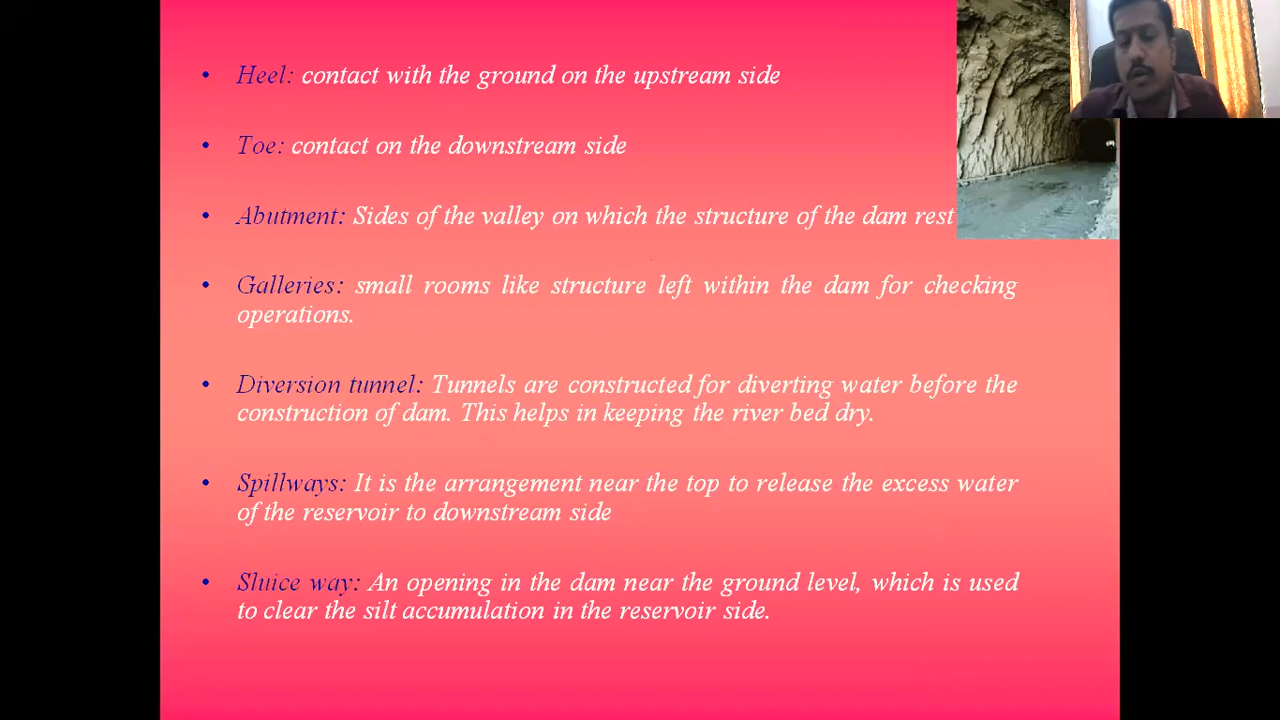 • Heel: contact with the ground on the upstream side
• Toe: contact on the downstream side
• Abutment: Sides of the valley on which the structure of the dam rest
• Galleries: small rooms like structure left within the dam for checking
operations.
• Diversion tunnel: Tunnels are constructed for diverting water before the
construction of dam. This helps in keeping the river bed dry.
• Spillways: It is the arrangement near the top to release the excess water
of the reservoir to downstream side
• Sluice way: An opening in the dam near the ground level, which is used
to clear the silt accumulation in the reservoir side.